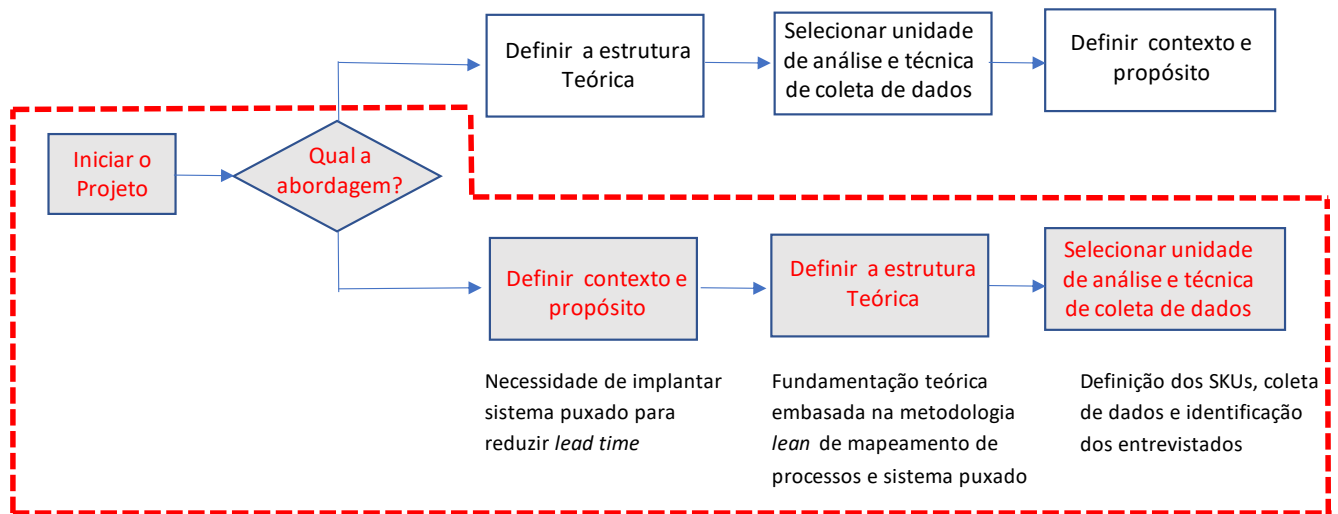 Definir a estrutura
Teórica
Selecionar unidade
de análise e técnica
de coleta de dados
Definir contexto e
propósito
Iniciar o
Projeto
Qual a
abordagem?
Definir contexto e
propósito
Definir a estrutura
Teórica
Selecionar unidade
de análise e técnica
de coleta de dados
Necessidade de implantar
sistema puxado para
reduzir lead time
Fundamentação teórica
embasada na metodologia
lean de mapeamento de
processos e sistema puxado
Definição dos SKUs, coleta
de dados e identificação
dos entrevistados